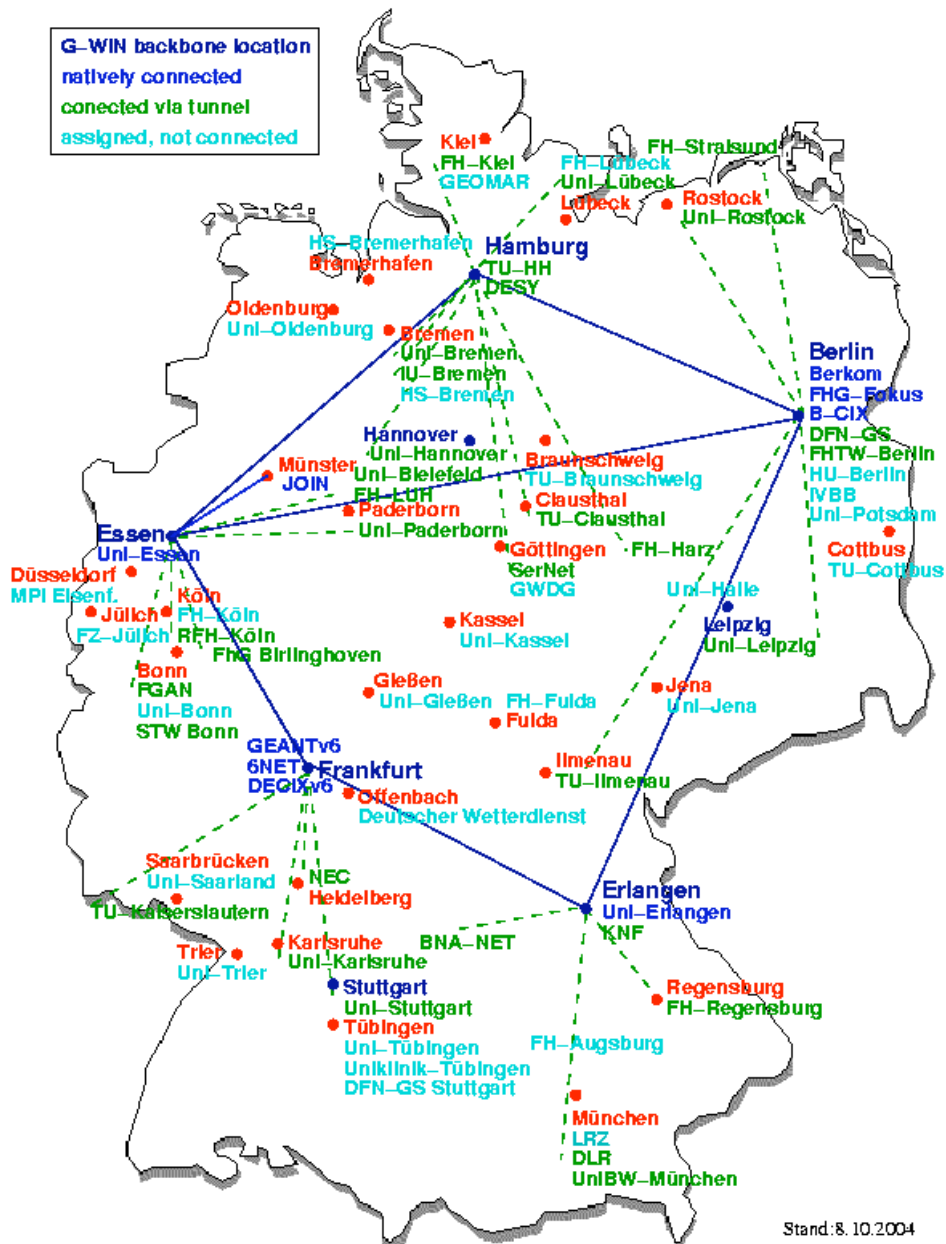 G-WIN backbone location
natively connected
conected via tunnel
assigned, not connected
Kiel
FH-Kiel
GEOMAR
FH-Lübeck
Uni-Lübeck
Lübeck
FH-Stralsund
Rostock
Uni-Rostock
HS-Bremerhafen
Bremerhafen
Hamburg
TU-HH
DESY
Oldenburg
Uni-Oldenburg
Bremen
Uni-Bremen
IU-Bremen
HS-Bremen
Berlin
Berkom
FHG-Fokus
B-CIX
DFN-GS
FHTW-Berlin
HU-Berlin
IVBB
Uni-Potsdam
Hannover
Uni-Hannover
Uni-Bielefeld
FH-LUH
Münster
JOIN
Braunschweig
TU-Braunschweig
Paderborn
Uni-Paderborn
Clausthal
TU-Clausthal
Essen
Uni-Essen
Göttingen
SerNet
GWDG
FH-Harz
Cottbus
TU-Cottbus
Düsseldorf
MPI Eisenf.
Jülich
FZ-Jülich
Köln
FH-Köln
RFH-Köln
FhG Birlinghoven
Kassel
Uni-Kassel
Uni-Halle
Leipzig
Uni-Leipzig
Bonn
FGAN
Uni-Bonn
STW Bonn
Gießen
Uni-Gießen
FH-Fulda
Fulda
Jena
Uni-Jena
GEANTv6
6NET
DECIXv6
Frankfurt
Ilmenau
TU-Ilmenau
Offenbach
Deutscher Wetterdienst
Saarbrücken
Uni-Saarland
TU-Kaiserslautern
NEC
Heidelberg
Erlangen
Uni-Erlangen
KNF
BNA-NET
Trier
Uni-Trier
Karlsruhe
Uni-Karlsruhe
Stuttgart
Uni-Stuttgart
Regensburg
FH-Regensburg
Tübingen
Uni-Tübingen
Uniklinik-Tübingen
DFN-GS Stuttgart
FH-Augsburg
München
LRZ
DLR
UniBW-München
Stand:8.10.2004